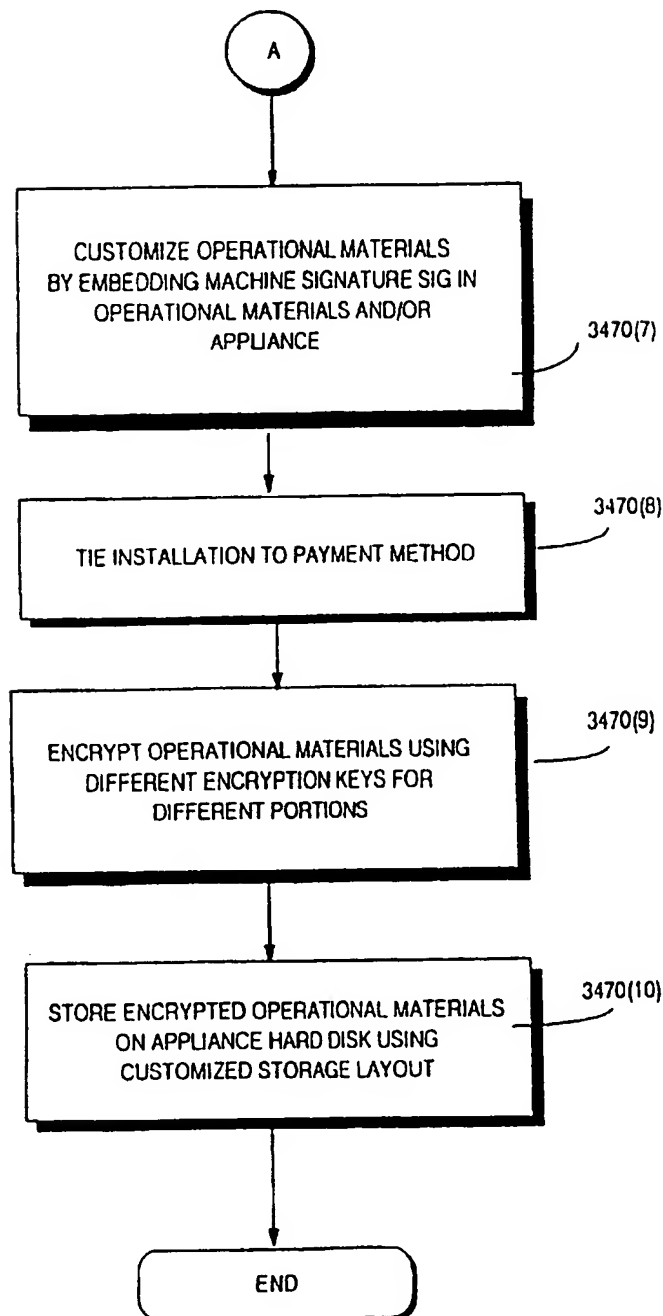 A
CUSTOMIZE OPERATIONAL MATERIALS
BY EMBEDDING MACHINE SIGNATURE SIG IN
OPERATIONAL MATERIALS AND/OR
APPLIANCE
3470(7)
3470(8)
TIE INSTALLATION TO PAYMENT METHOD
3470(9)
ENCRYPT OPERATIONAL MATERIALS USING
DIFFERENT ENCRYPTION KEYS FOR
DIFFERENT PORTIONS
3470(10)
STORE ENCRYPTED OPERATIONAL MATERIALS
ON APPLIANCE HARD DISK USING
CUSTOMIZED STORAGE LAYOUT
END